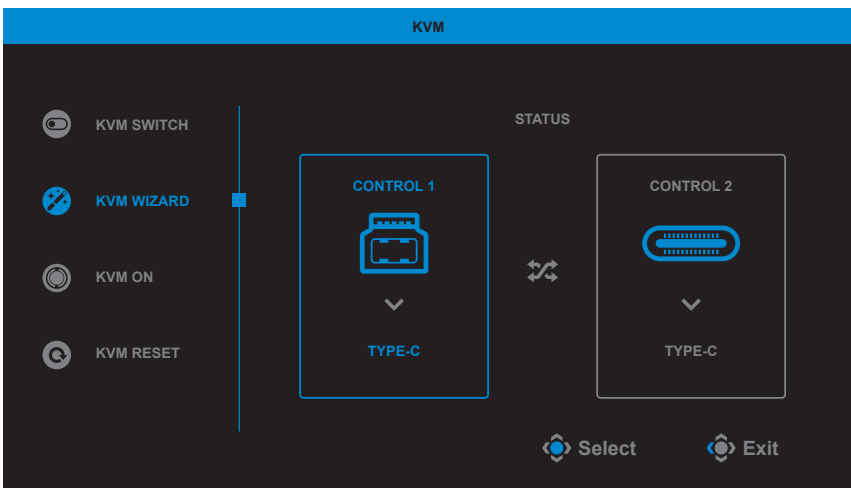 KVM
KVM SWITCH
KVM WIZARD
KVM ON
KVM RESET
STATUS
CONTROL 1
TYPE-C
CONTROL 2
TYPE-C
Select
Exit